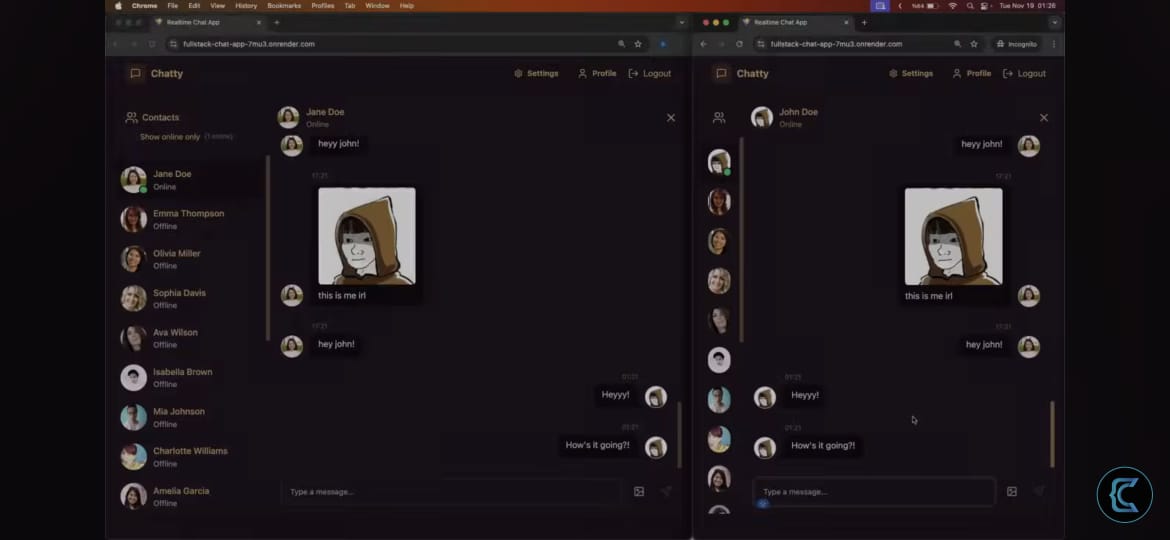 Chrome File Edit View History Bookmarks Profiles Tab Window Help
%64 Tue Nov 19 01:26
Realtime Chat App
fullstack-chat-app-7mu3.onrender.com
Chatty
Settings Profile Logout
Contacts
Show online only
Jane Doe
Online
Emma Thompson
Offline
Olivia Miller
Offline
Sophia Davis
Offline
Ava Wilson
Offline
Isabella Brown
Offline
Mia Johnson
Offline
Charlotte Williams
Offline
Amelia Garcia
Offline
Jane Doe
Online
heyy john!
17:21
this is me irl
17:21
hey john!
01:21
Heyyy!
01:21
How's it going?!
Type a message...
Realtime Chat App
fullstack-chat-app-7mu3.onrender.com
Incognito
Chatty
Settings Profile Logout
John Doe
Online
heyy john!
17:21
this is me irl
17:21
hey john!
01:21
Heyyy!
01:21
How's it going?!
Type a message...